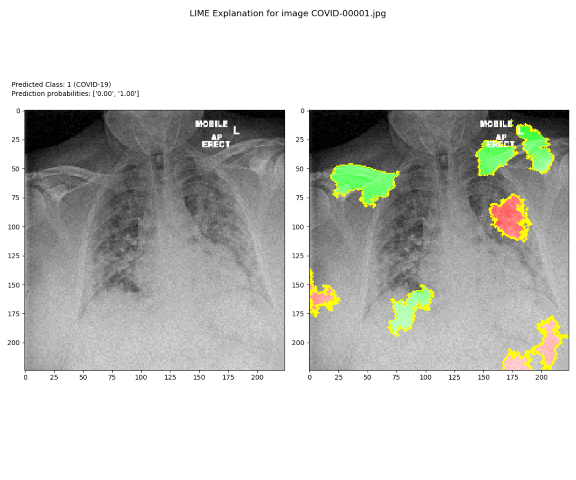 LIME Explanation for image COVID-00001.jpg
Predicted Class: 1 (COVID-19)
Prediction probabilities: ['0.00', '1.00']
MOBILE
L
AP
ERECT
0
25
50
75
100
125
150
175
200
0 25 50 75 100 125 150 175 200
MOBILE
L
AP
ERECT
0
25
50
75
100
125
150
175
200
0 25 50 75 100 125 150 175 200